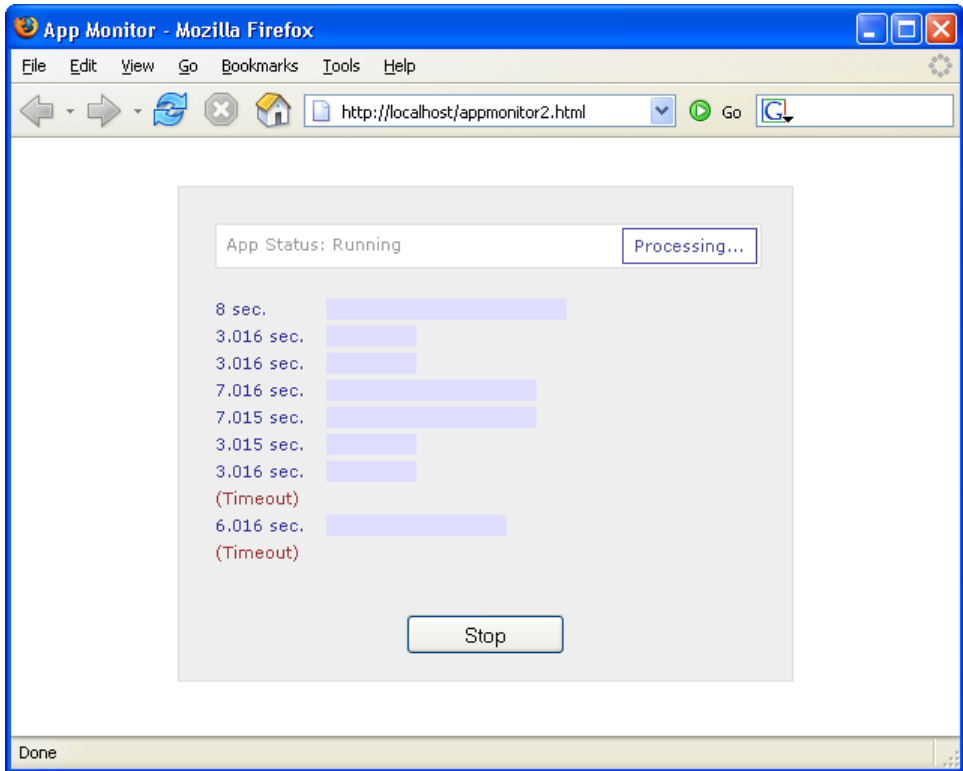 App Monitor - Mozilla Firefox
File Edit View Go Bookmarks Tools Help
http://localhost/appmonitor2.html Go G
App Status: Running Processing...
8 sec.
3.016 sec.
3.016 sec.
7.016 sec.
7.015 sec.
3.015 sec.
3.016 sec.
(Timeout)
6.016 sec.
(Timeout)
Stop
Done